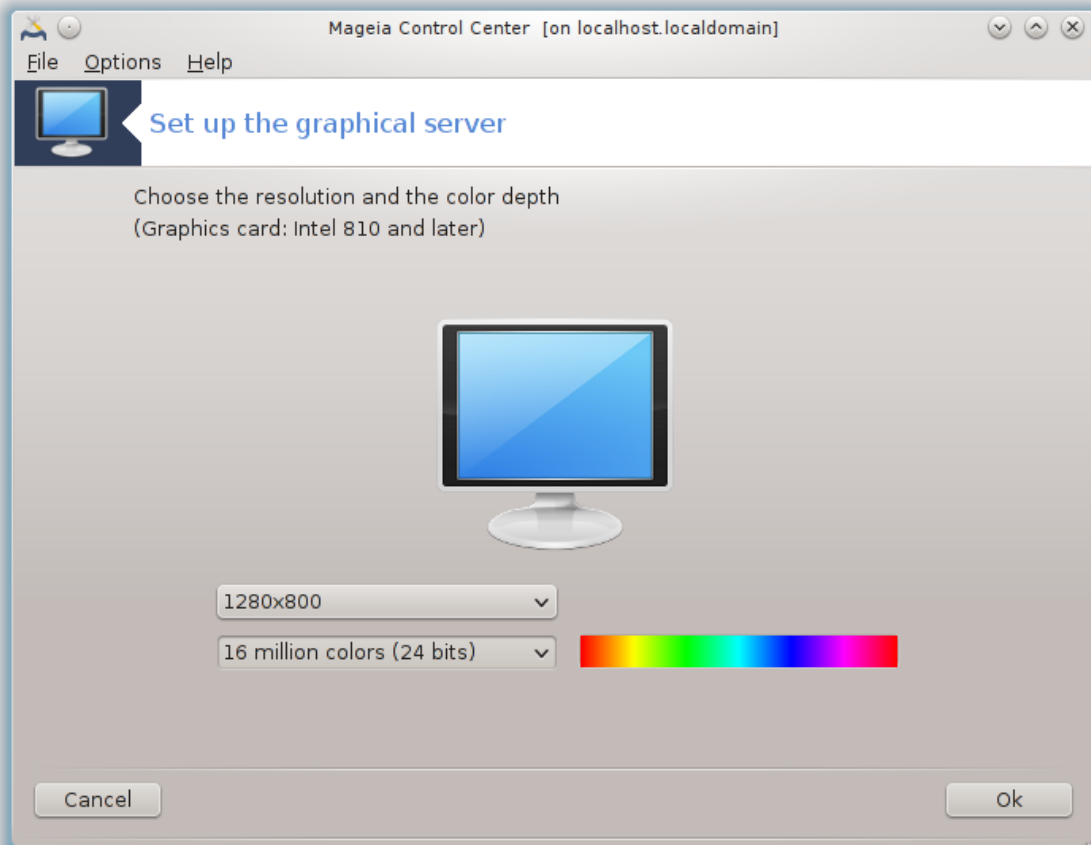 Mageia Control Center [on localhost.localdomain]
File Options Help
Set up the graphical server
Choose the resolution and the color depth
(Graphics card: Intel 810 and later)
1280x800
16 million colors (24 bits)
Cancel Ok